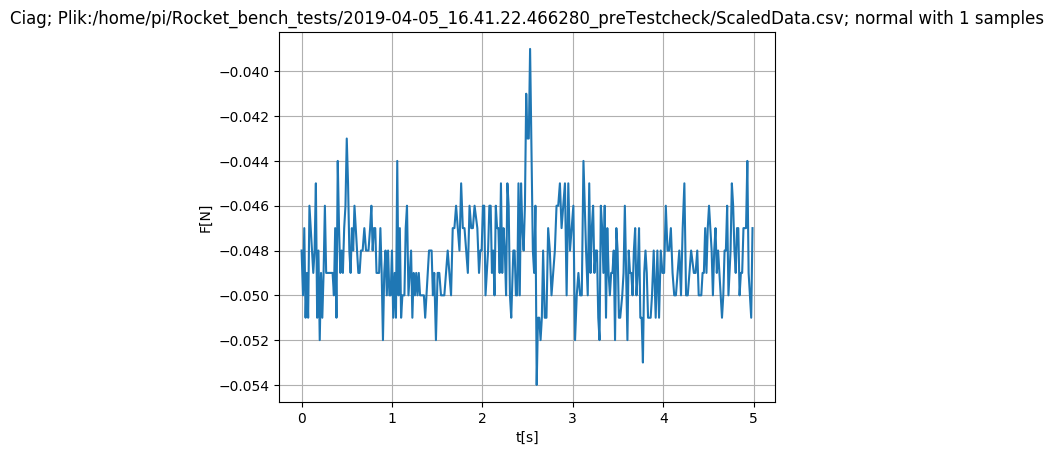 Ciag; Plik:/home/pi/Rocket_bench_tests/2019-04-05_16.41.22.466280_preTestcheck/ScaledData.csv; normal with 1 samples
−0.040
−0.042
−0.044
−0.046
−0.048
−0.050
−0.052
−0.054
F[N]
0 1 2 3 4 5
t[s]